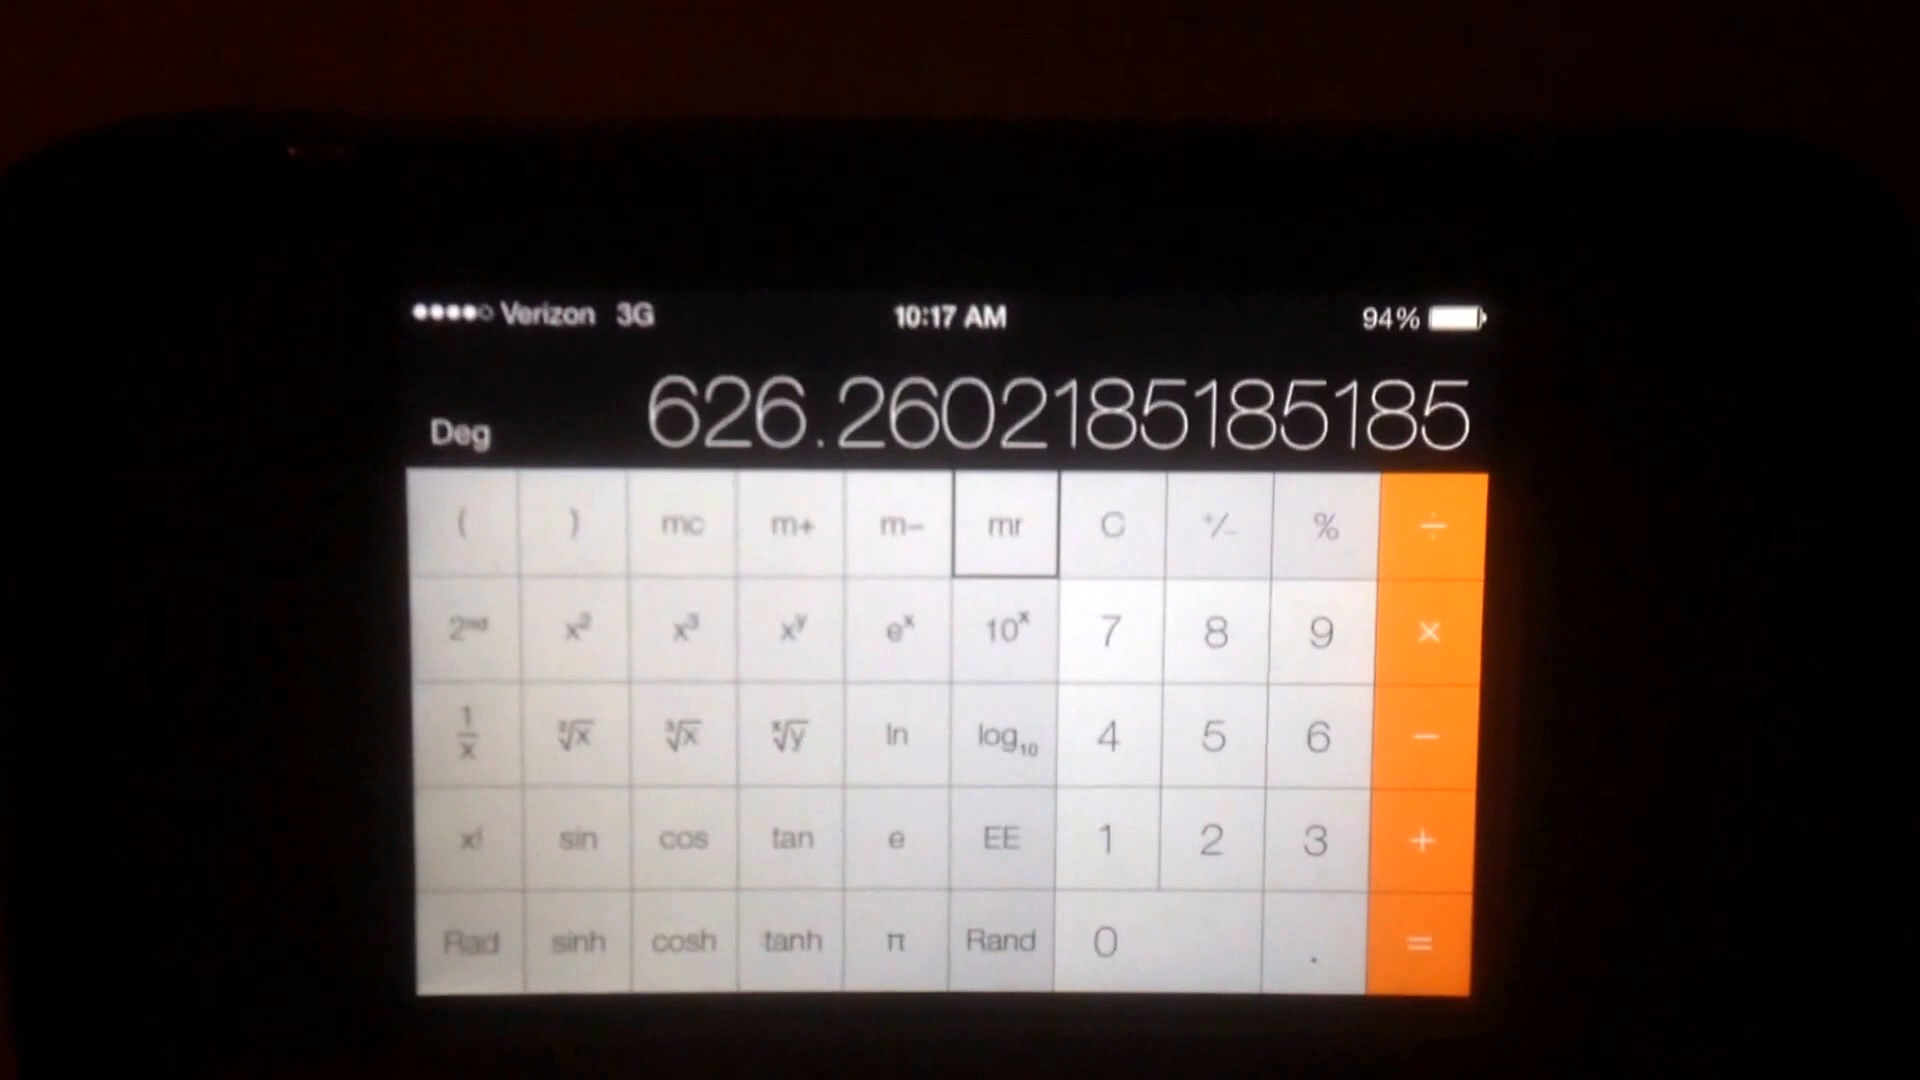 Verizon 3G 10:17 AM 94%
Deg 626.2602185185185
( ) mc m+ m- mr C +/- % ÷
2nd x² x³ xʸ eˣ 10ˣ 7 8 9 ×
1/x ²√x ³√x ˣ√y ln log₁₀ 4 5 6 −
x! sin cos tan e EE 1 2 3 +
Rad sinh cosh tanh π Rand 0 . =